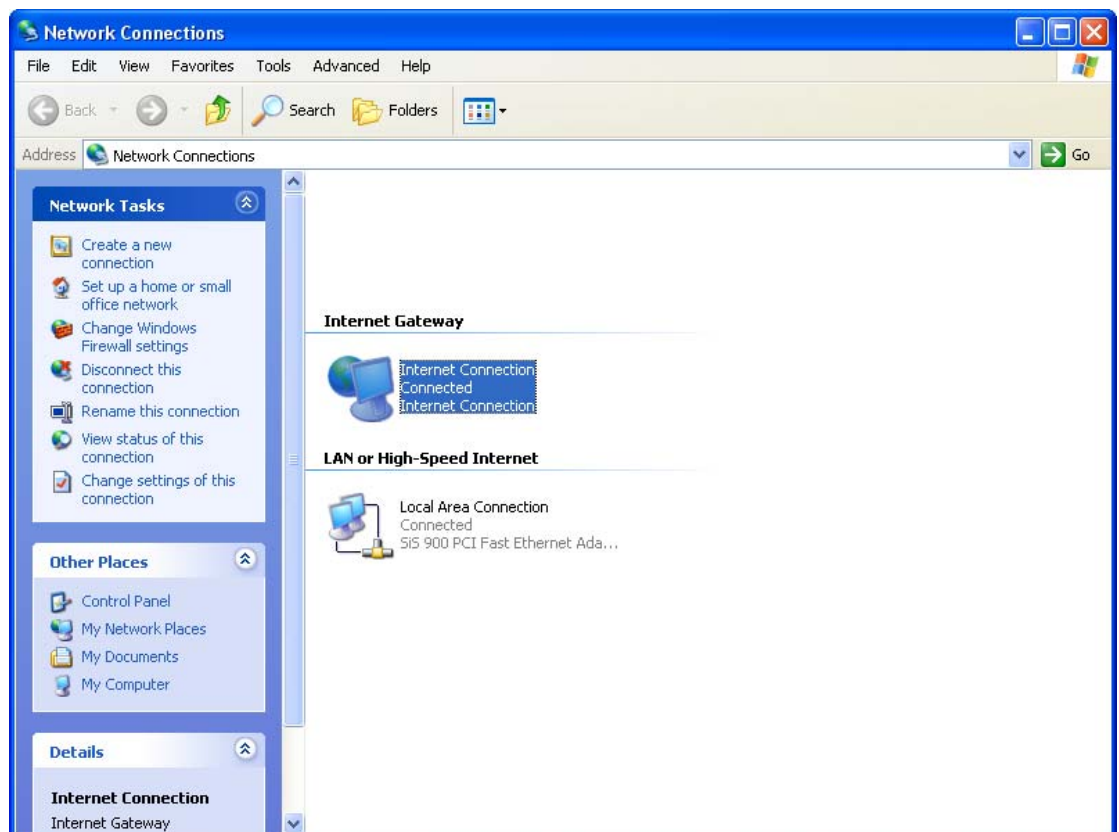 Network Connections
File Edit View Favorites Tools Advanced Help
Back Search Folders
Address Network Connections Go
Network Tasks
Create a new
connection
Set up a home or small
office network
Change Windows
Firewall settings
Disconnect this
connection
Rename this connection
View status of this
connection
Change settings of this
connection
Other Places
Control Panel
My Network Places
My Documents
My Computer
Details
Internet Connection
Internet Gateway
Internet Gateway
Internet Connection
Connected
Internet Connection
LAN or High-Speed Internet
Local Area Connection
Connected
SiS 900 PCI Fast Ethernet Ada...